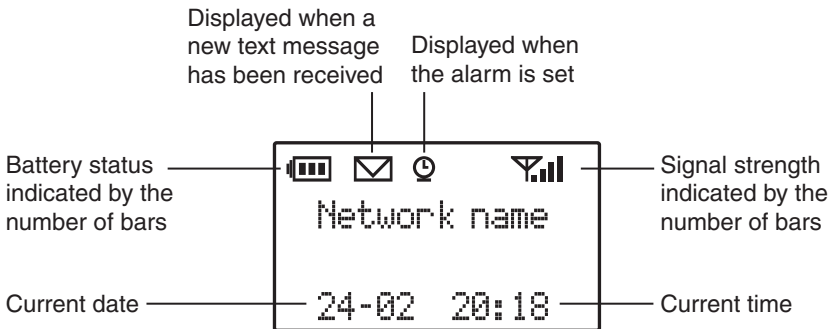 Displayed when a
new text message
has been received
Displayed when
the alarm is set
Battery status
indicated by the
number of bars
Signal strength
indicated by the
number of bars
Network name
Current date
24-02 20:18
Current time